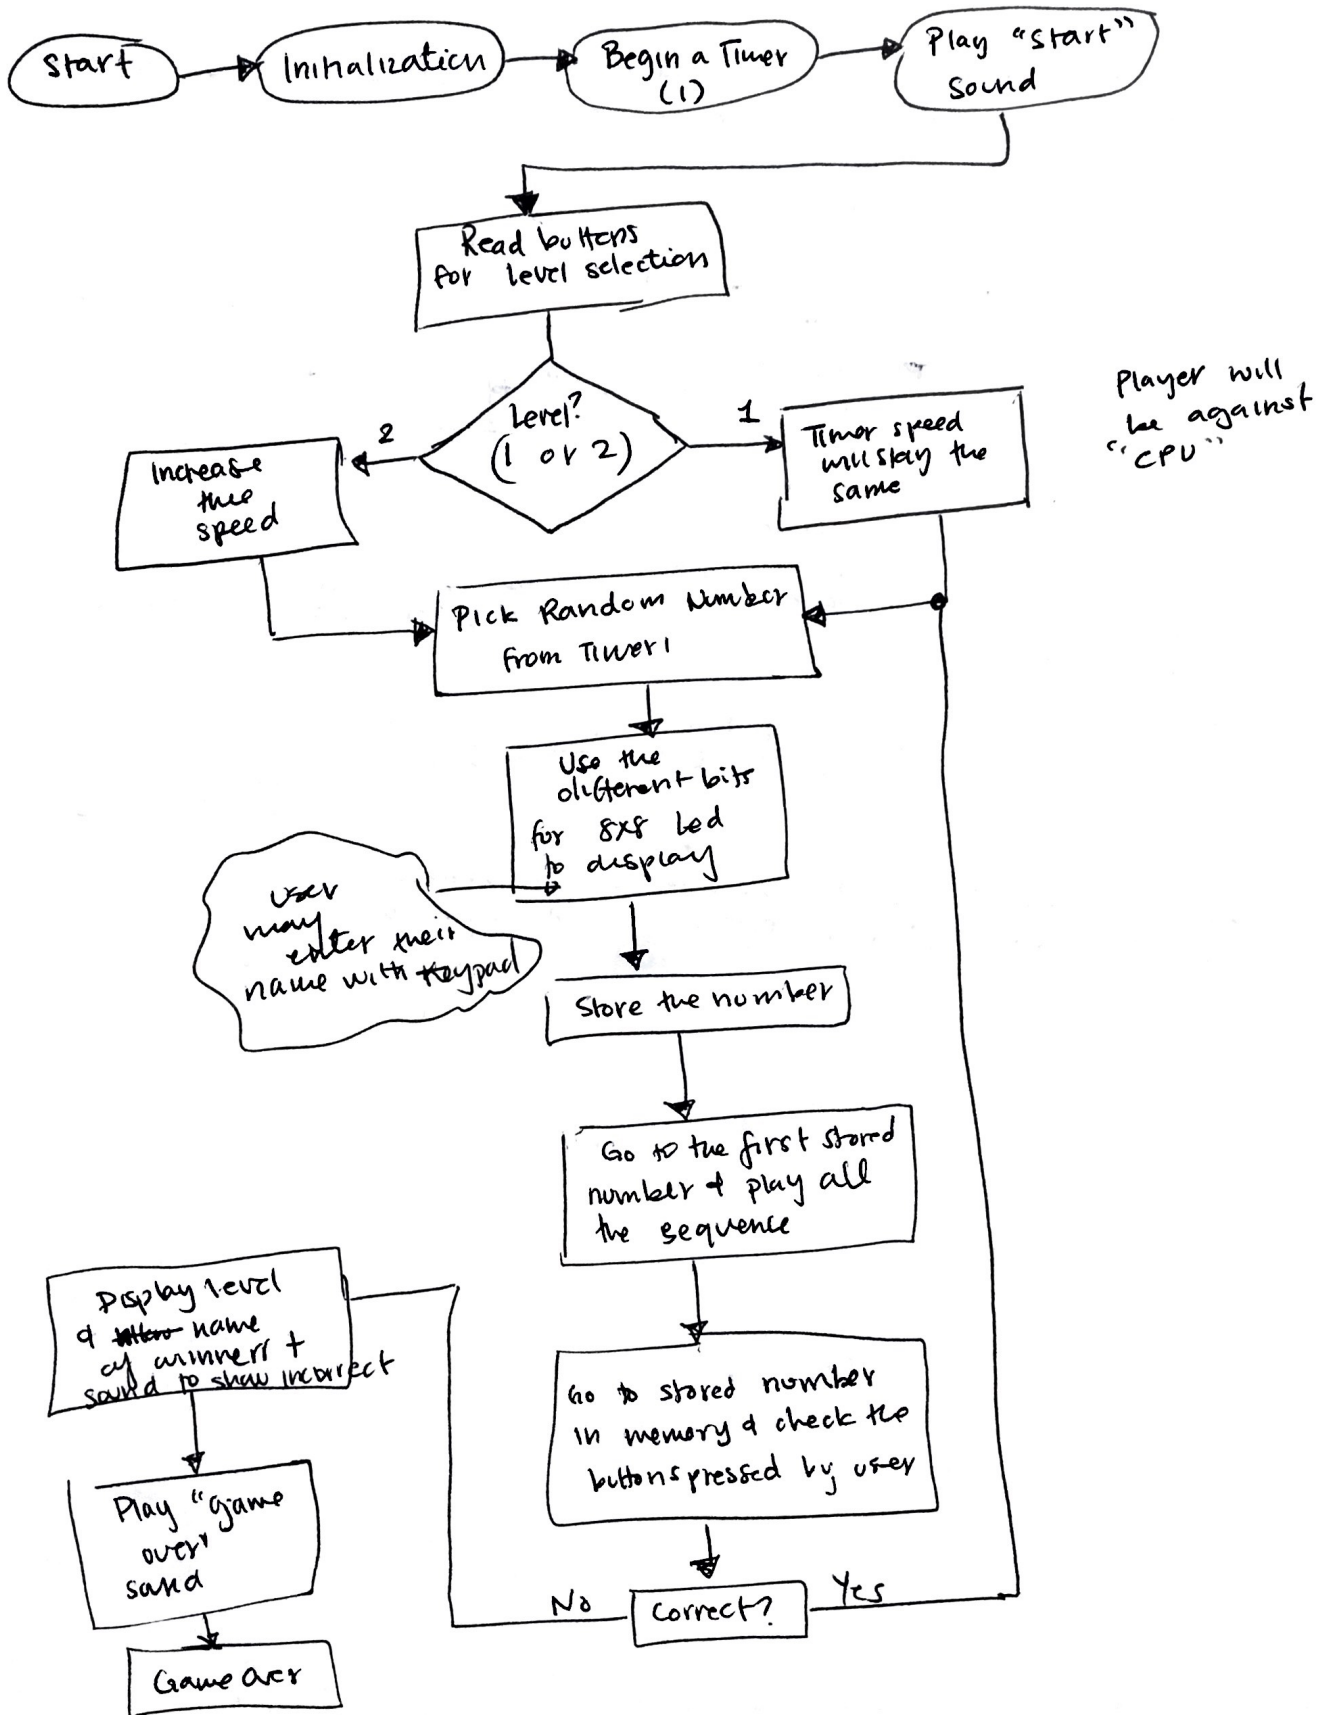 Start
Initialization
Begin a Timer
(1)
Play "Start"
Sound
Read buttons
for level selection
Level?
(1 or 2)
2
1
Increase
the
speed
Timer speed
will stay the
same
Player will
be against
"CPU"
Pick Random Number
from Timer1
Use the
different bits
for 8x8 Led
to display
User
may
enter their
name with Keypad
Store the number
Go to the first stored
number & play all
the sequence
Go to stored number
in memory & check the
buttons pressed by user
Correct?
No
Yes
Display level
& name
of winner +
sound to show incorrect
Play "game
over"
sound
Game Over